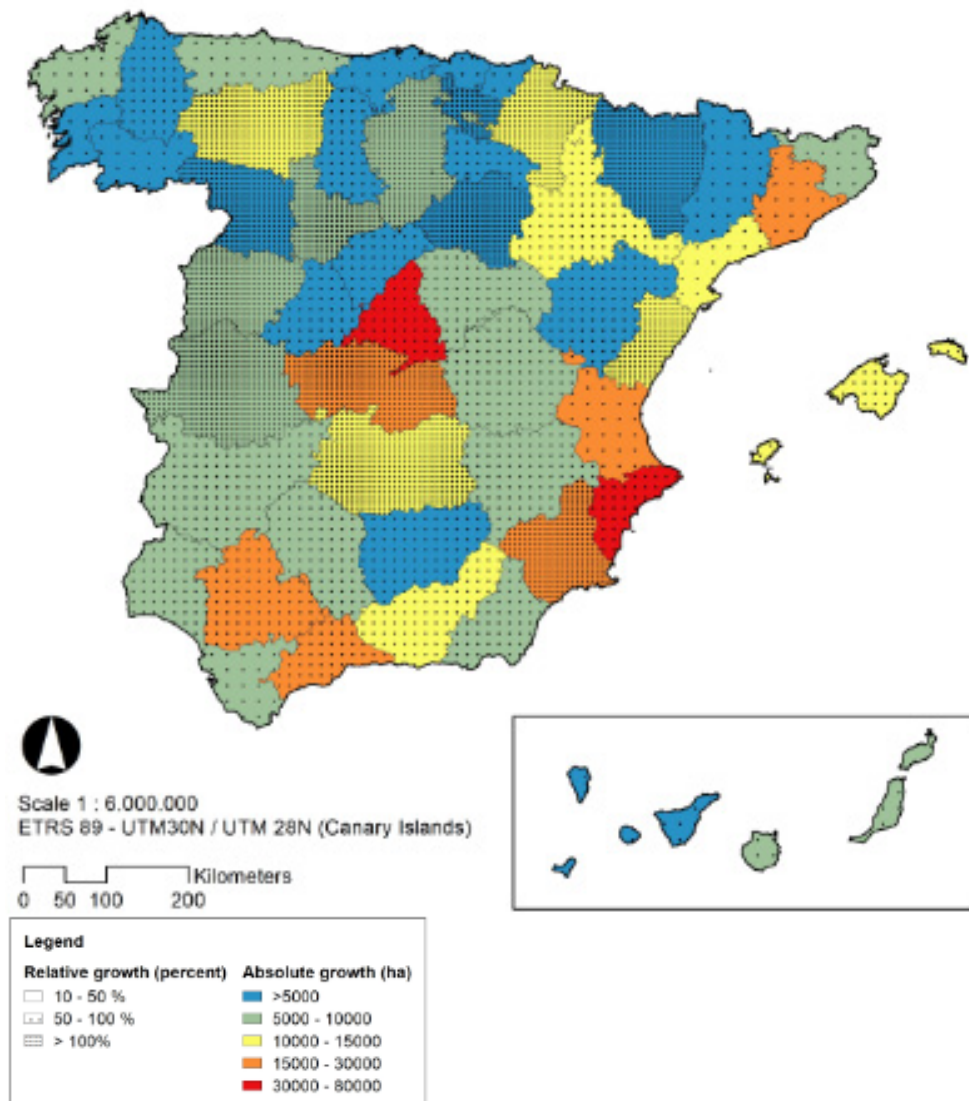 Scale 1 : 6.000.000
ETRS 89 - UTM30N / UTM 28N (Canary Islands)
Kilometers
0 50 100 200
Legend
Relative growth (percent) Absolute growth (ha)
10 - 50 % >5000
50 - 100 % 5000 - 10000
> 100% 10000 - 15000
15000 - 30000
30000 - 80000